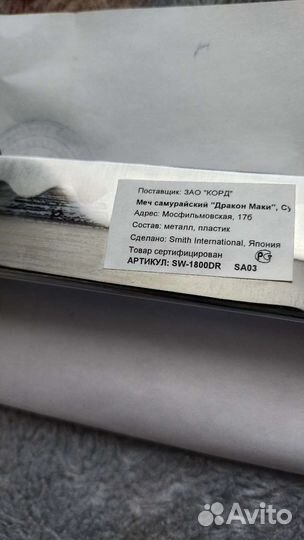 Поставщик: ЗАО "КОРД"
Меч самурайский "Дракон Маки", Су
Адрес: Мосфильмовская, 17б
Состав: металл, пластик
Сделано: Smith International, Япония
Товар сертифицирован
АРТИКУЛ: SW-1800DR SA03
Avito